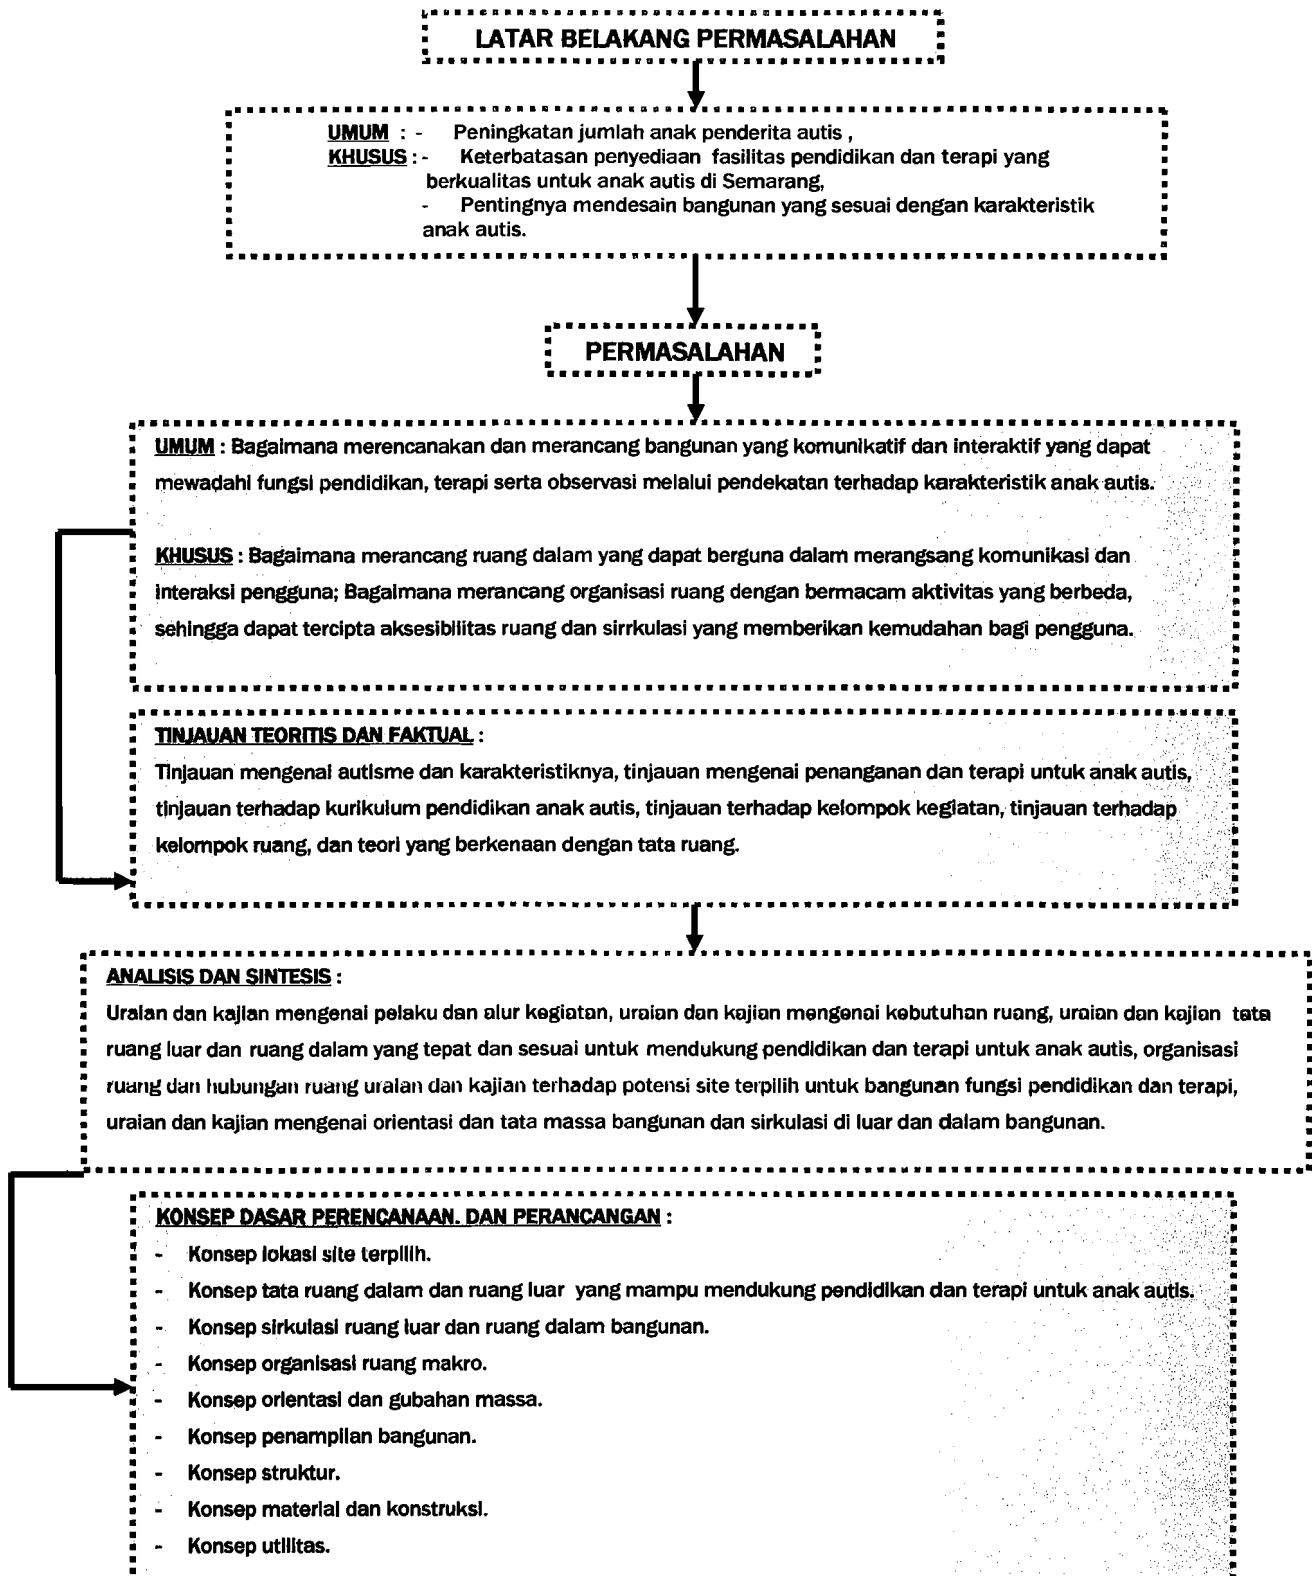 LATAR BELAKANG PERMASALAHAN
UMUM : - Peningkatan jumlah anak penderita autis ,
KHUSUS : - Keterbatasan penyediaan fasilitas pendidikan dan terapi yang
berkualitas untuk anak autis di Semarang,
- Pentingnya mendesain bangunan yang sesuai dengan karakteristik
anak autis.
PERMASALAHAN
UMUM : Bagaimana merencanakan dan merancang bangunan yang komunikatif dan interaktif yang dapat
mewadahi fungsi pendidikan, terapi serta observasi melalui pendekatan terhadap karakteristik anak autis.
KHUSUS : Bagaimana merancang ruang dalam yang dapat berguna dalam merangsang komunikasi dan
interaksi pengguna; Bagaimana merancang organisasi ruang dengan bermacam aktivitas yang berbeda,
sehingga dapat tercipta aksesibilitas ruang dan sirrkulasi yang memberikan kemudahan bagi pengguna.
TINJAUAN TEORITIS DAN FAKTUAL :
Tinjauan mengenai autisme dan karakteristiknya, tinjauan mengenai penanganan dan terapi untuk anak autis,
tinjauan terhadap kurikulum pendidikan anak autis, tinjauan terhadap kelompok kegiatan, tinjauan terhadap
kelompok ruang, dan teori yang berkenaan dengan tata ruang.
ANALISIS DAN SINTESIS :
Uraian dan kajian mengenai pelaku dan alur kegiatan, uraian dan kajian mengenai kebutuhan ruang, uraian dan kajian tata
ruang luar dan ruang dalam yang tepat dan sesuai untuk mendukung pendidikan dan terapi untuk anak autis, organisasi
ruang dan hubungan ruang uraian dan kajian terhadap potensi site terpilih untuk bangunan fungsi pendidikan dan terapi,
uraian dan kajian mengenai orientasi dan tata massa bangunan dan sirkulasi di luar dan dalam bangunan.
KONSEP DASAR PERENCANAAN. DAN PERANCANGAN :
- Konsep lokasi site terpilih.
- Konsep tata ruang dalam dan ruang luar yang mampu mendukung pendidikan dan terapi untuk anak autis.
- Konsep sirkulasi ruang luar dan ruang dalam bangunan.
- Konsep organisasi ruang makro.
- Konsep orientasi dan gubahan massa.
- Konsep penampilan bangunan.
- Konsep struktur.
- Konsep material dan konstruksi.
- Konsep utilitas.